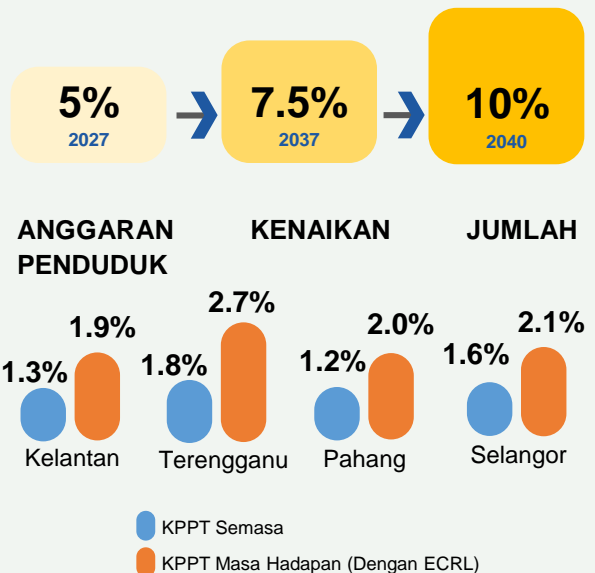 5%
2027
7.5%
2037
10%
2040
ANGGARAN KENAIKAN JUMLAH
PENDUDUK
1.3% 1.9%
Kelantan
1.8% 2.7%
Terengganu
1.2% 2.0%
Pahang
1.6% 2.1%
Selangor
KPPT Semasa
KPPT Masa Hadapan (Dengan ECRL)